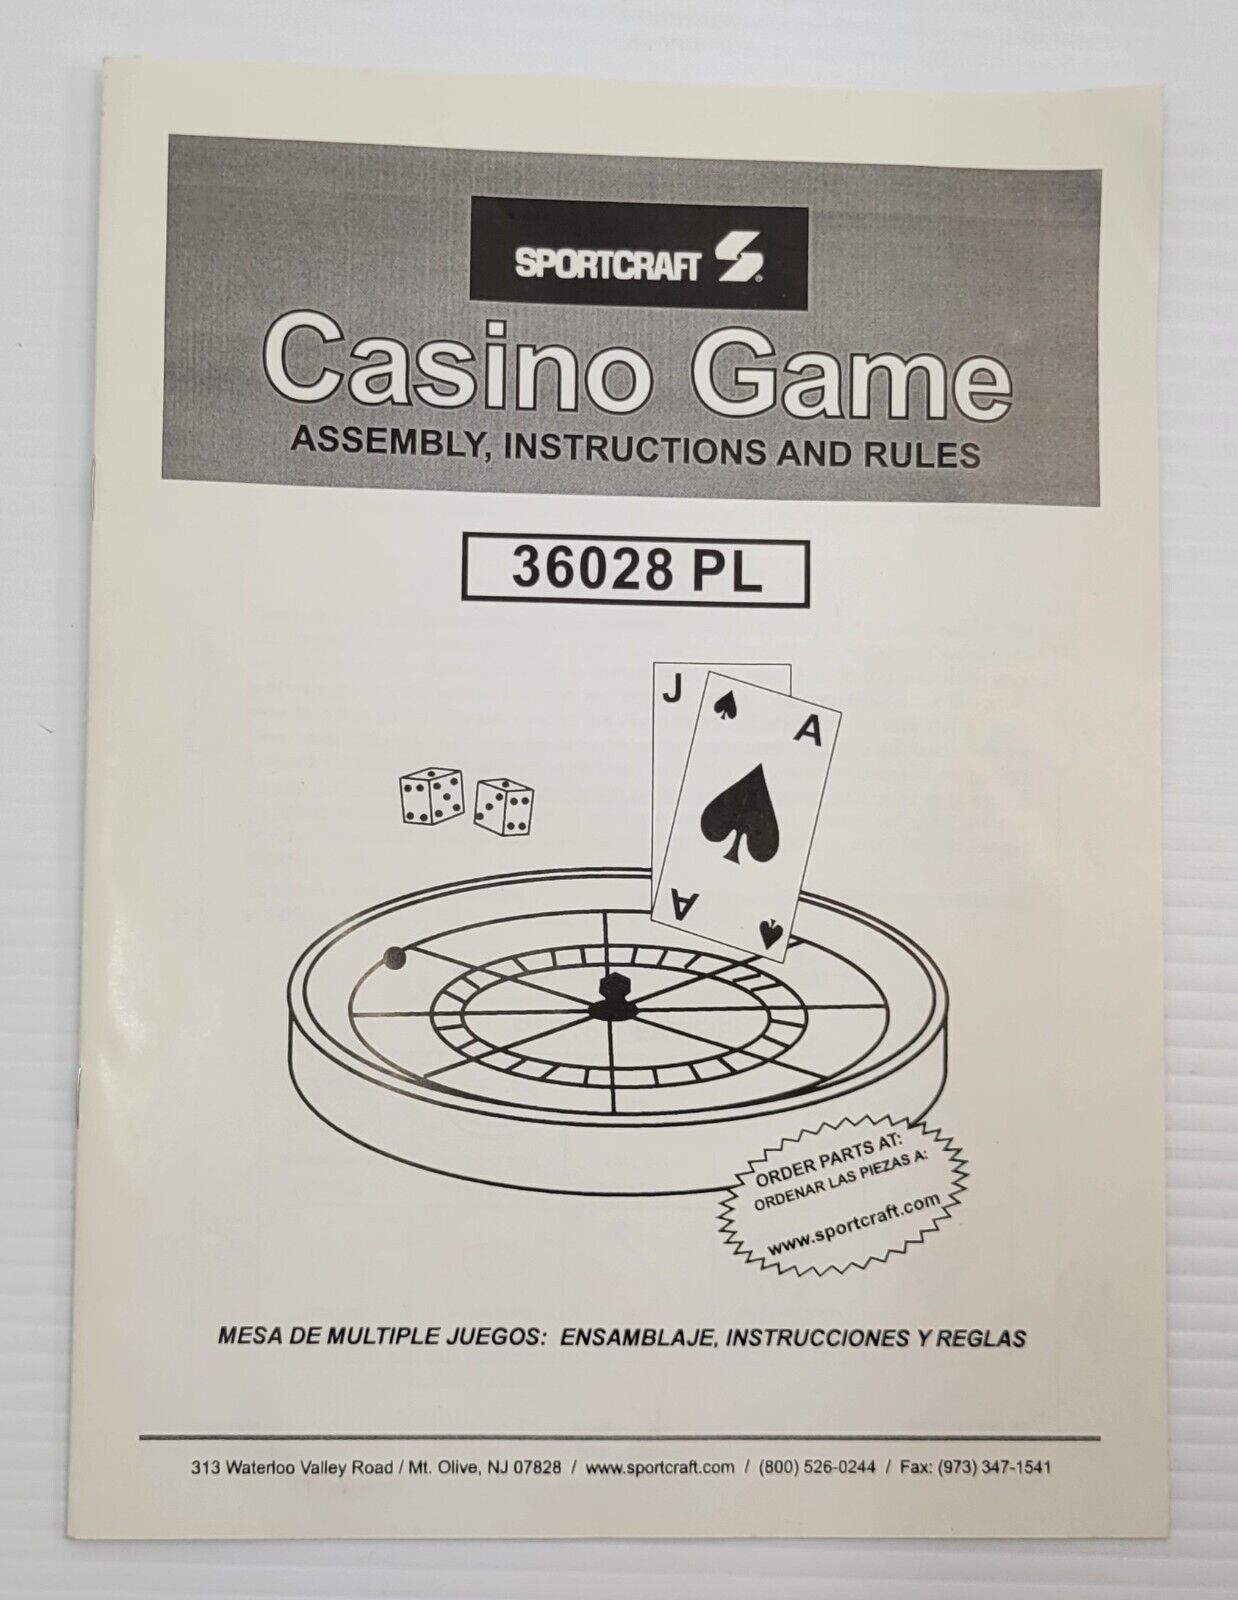 SPORTCRAFT
Casino Game
ASSEMBLY, INSTRUCTIONS AND RULES
36028 PL
J
A
A
ORDER PARTS AT:
ORDENAR LAS PIEZAS A:
www.sportcraft.com
MESA DE MULTIPLE JUEGOS: ENSAMBLAJE, INSTRUCCIONES Y REGLAS
313 Waterloo Valley Road / Mt. Olive, NJ 07828 / www.sportcraft.com / (800) 526-0244 / Fax: (973) 347-1541